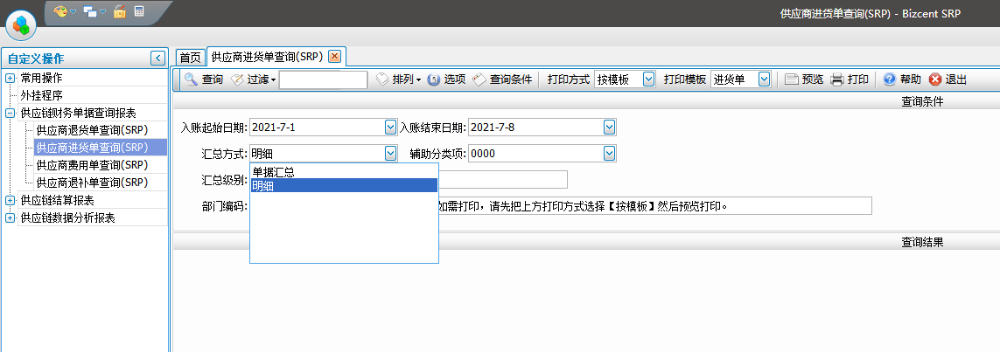 供应商进货单查询(SRP) - Bizcent SRP
自定义操作
常用操作
外挂程序
供应链财务单据查询报表
供应商退货单查询(SRP)
供应商进货单查询(SRP)
供应商费用单查询(SRP)
供应商退补单查询(SRP)
供应链结算报表
供应链数据分析报表
首页 供应商进货单查询(SRP)
查询 过滤 排列 选项 查询条件 打印方式 按模板 打印模板 进货单 预览 打印 帮助 退出
查询条件
入账起始日期: 2021-7-1 入账结束日期: 2021-7-8
汇总方式: 明细 辅助分类项: 0000
单据汇总
明细
汇总级别:
部门编码: 如需打印，请先把上方打印方式选择【按模板】然后预览打印。
查询结果